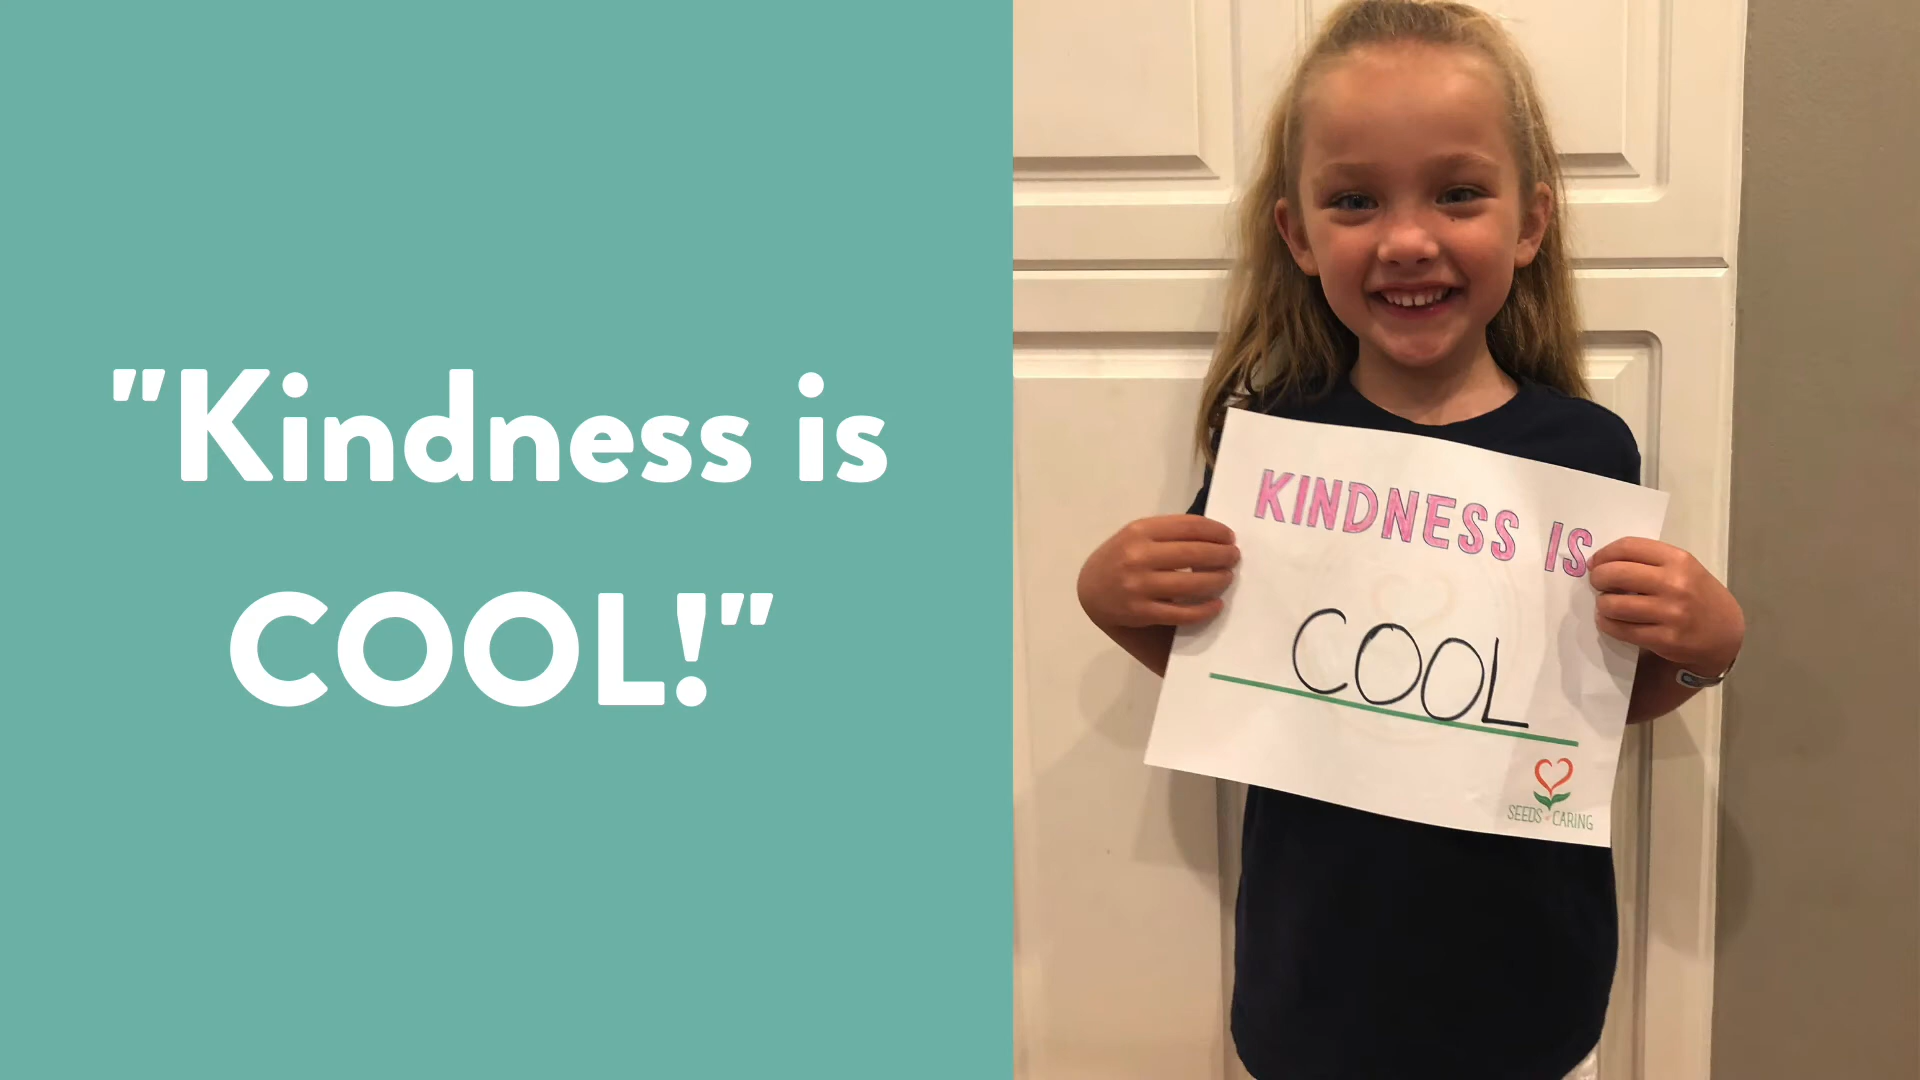 "Kindness is
COOL!"
KINDNESS IS
COOL
SEEDS CARING